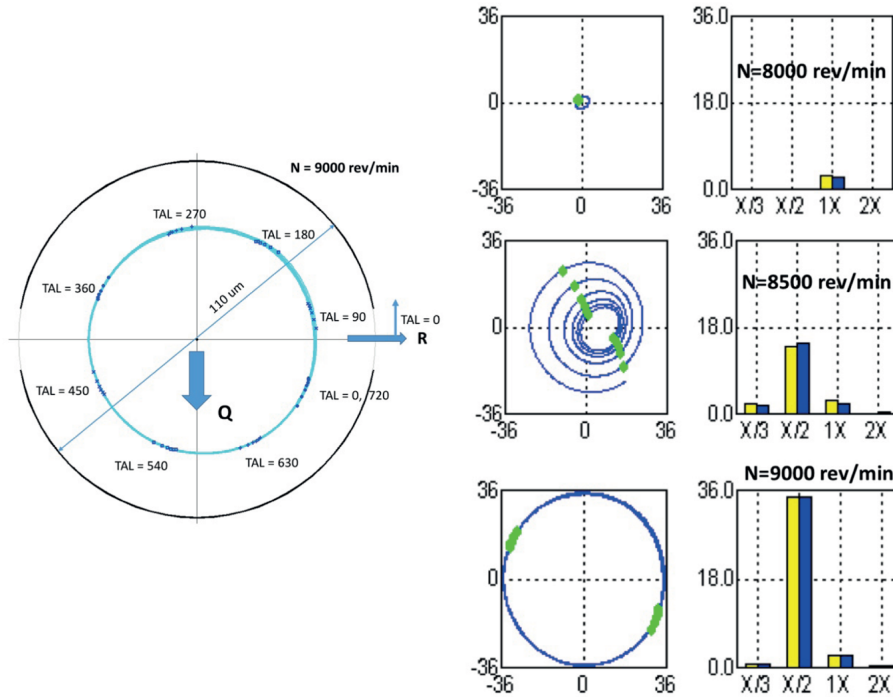 N = 9000 rev/min
TAL = 270
TAL = 180
TAL = 360
110 um
TAL = 90
TAL = 0
R
TAL = 450
Q
TAL = 0, 720
TAL = 540
TAL = 630
36
0
-36
-36 0 36
36.0
18.0
0.0
N=8000 rev/min
X/3 X/2 1X 2X
36
0
-36
-36 0 36
36.0
18.0
0.0
N=8500 rev/min
X/3 X/2 1X 2X
36
0
-36
-36 0 36
N=9000 rev/min
36.0
18.0
0.0
X/3 X/2 1X 2X